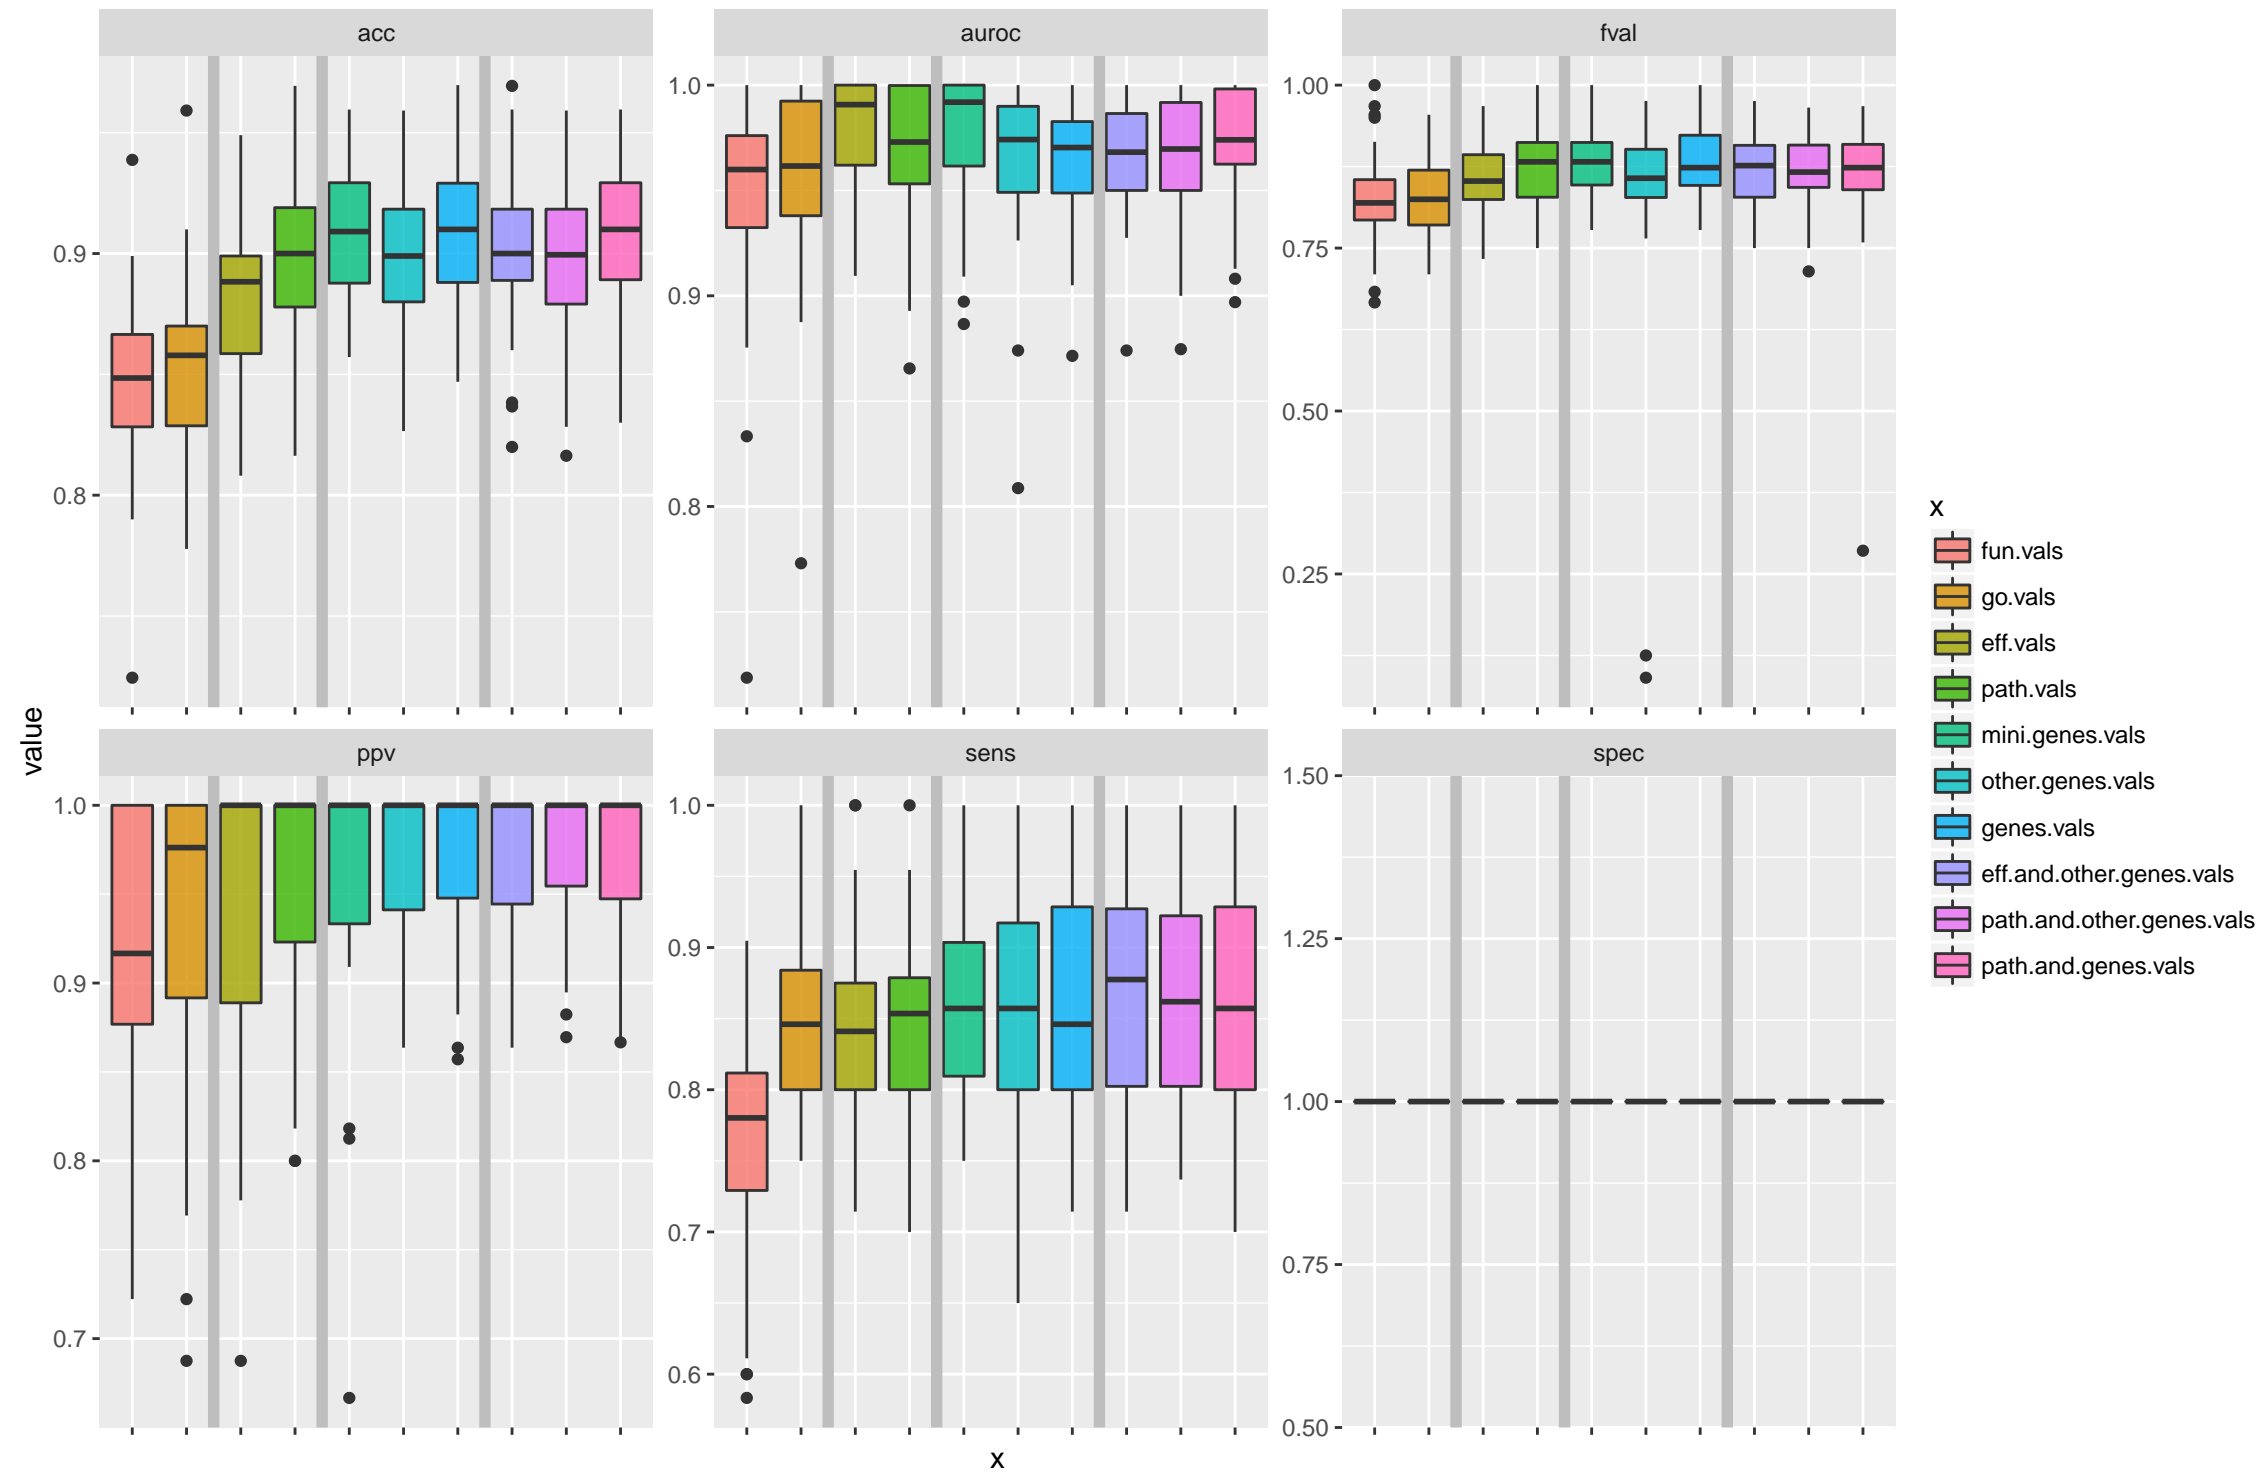 acc
auroc
fval
0.9
0.8
1.0
0.9
0.8
1.00
0.75
0.50
0.25
value
ppv
sens
spec
1.0
0.9
0.8
0.7
1.0
0.9
0.8
0.7
0.6
1.50
1.25
1.00
0.75
0.50
x
x
fun.vals
go.vals
eff.vals
path.vals
mini.genes.vals
other.genes.vals
genes.vals
eff.and.other.genes.vals
path.and.other.genes.vals
path.and.genes.vals